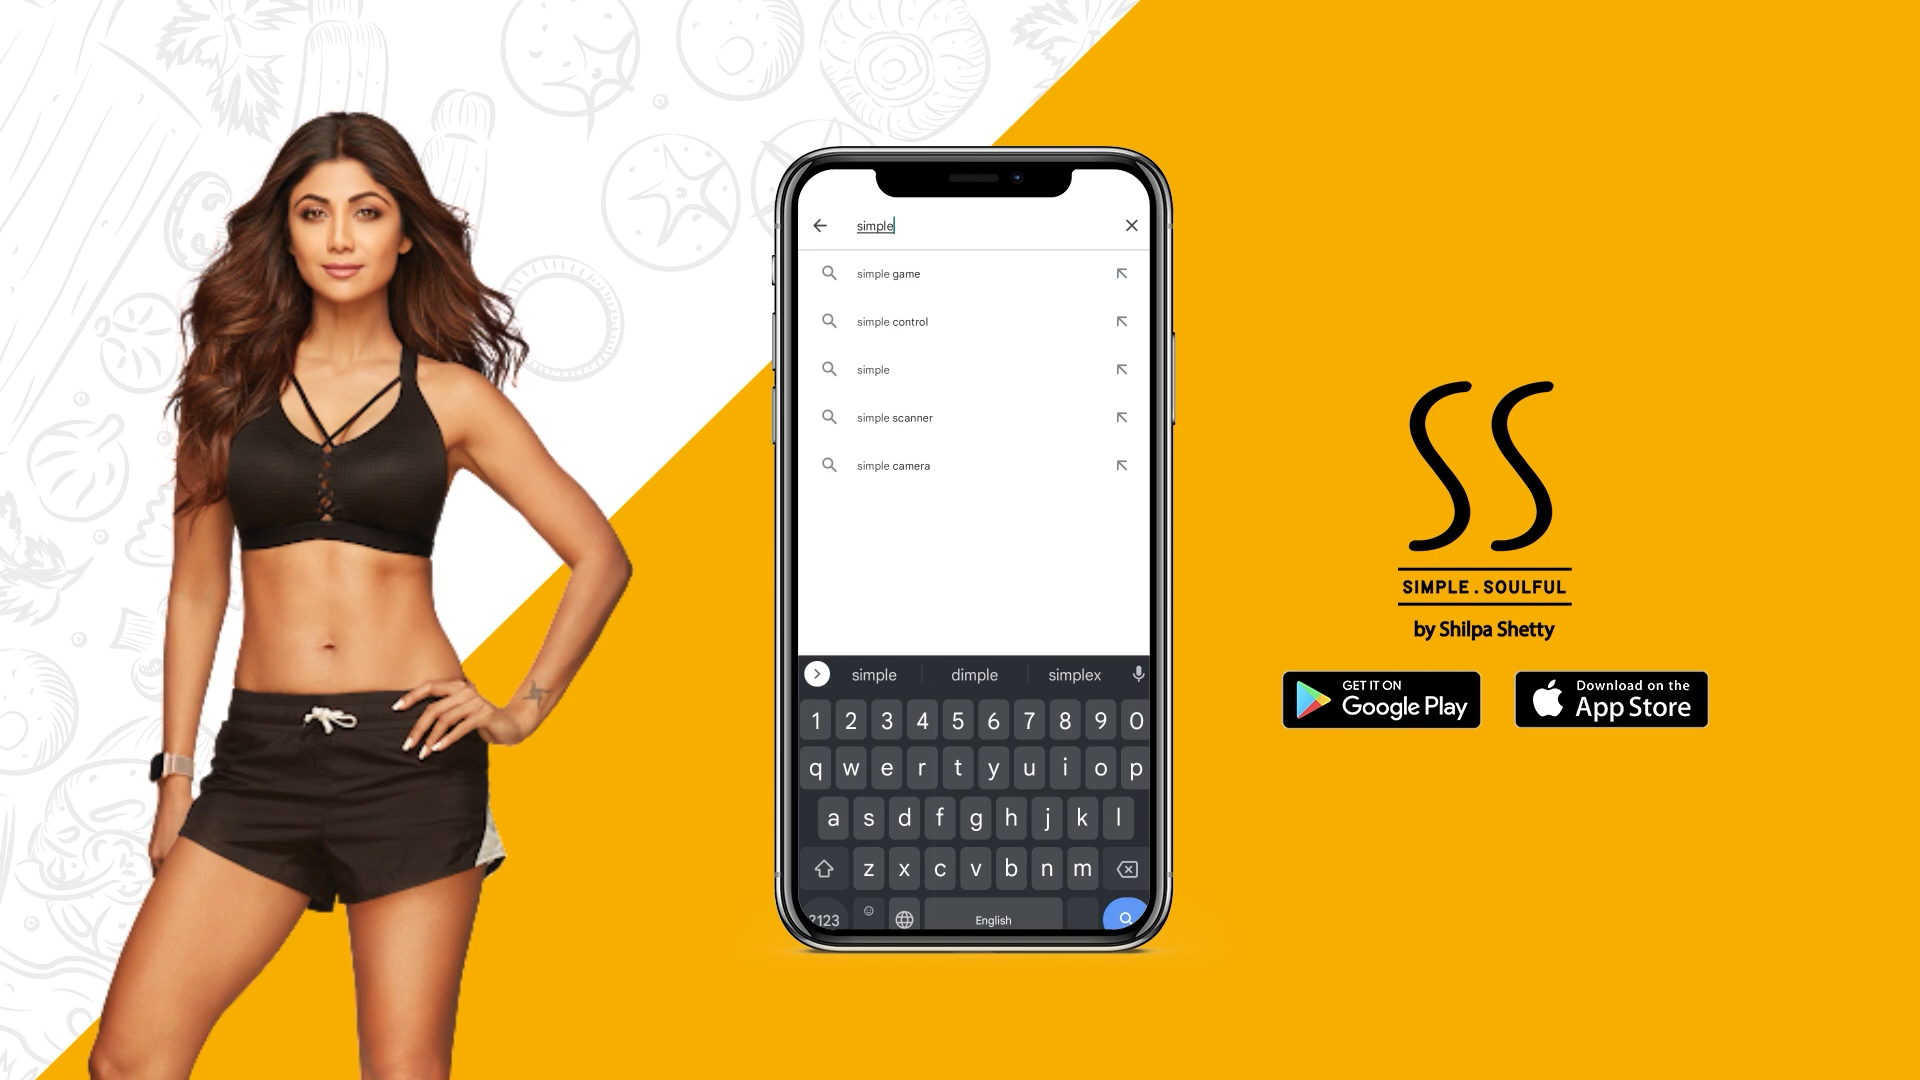 simple
simple game
simple control
simple
simple scanner
simple camera
simple dimple simplex
1 2 3 4 5 6 7 8 9 0
q w e r t y u i o p
a s d f g h j k l
z x c v b n m
?123 English
SS
SIMPLE . SOULFUL
by Shilpa Shetty
GET IT ON
Google Play
Download on the
App Store